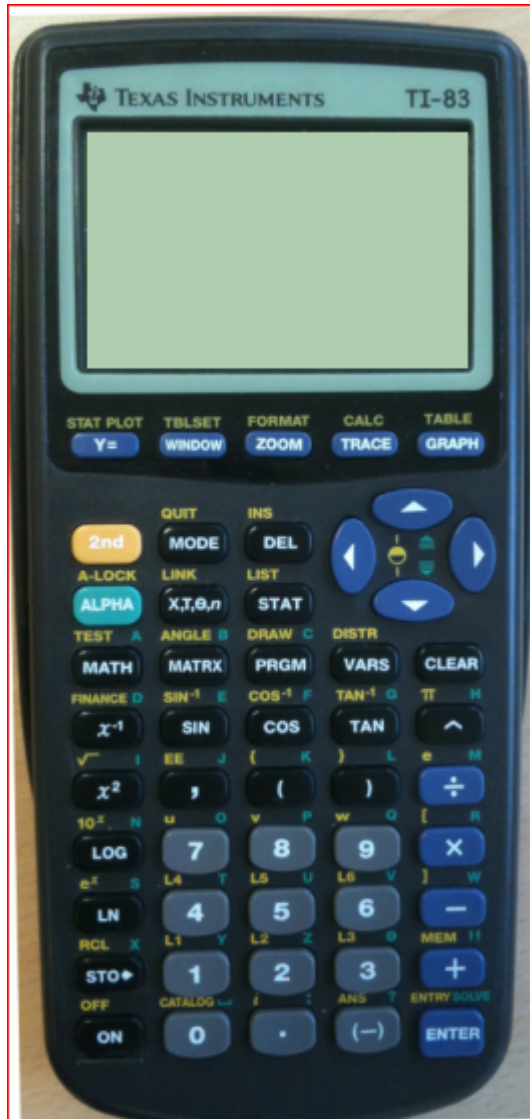 TEXAS INSTRUMENTS TI-83
STAT PLOT TBLSET FORMAT CALC TABLE
Y= WINDOW ZOOM TRACE GRAPH
QUIT INS
2nd MODE DEL
A-LOCK LINK LIST
ALPHA X,T,Θ,n STAT
TEST A ANGLE B DRAW C DISTR
MATH MATRX PRGM VARS CLEAR
FINANCE D SIN⁻¹ E COS⁻¹ F TAN⁻¹ G π H
x⁻¹ SIN COS TAN ^
√ I EE J { K } L e M
x² , ( ) ÷
10ˣ N u O v P w Q [ R
LOG 7 8 9 ×
eˣ S L4 T L5 U L6 V ] W
LN 4 5 6 −
RCL X L1 Y L2 Z L3 Θ MEM "
STO➧ 1 2 3 +
OFF CATALOG ⎵ i : ANS ? ENTRY SOLVE
ON 0 . (−) ENTER